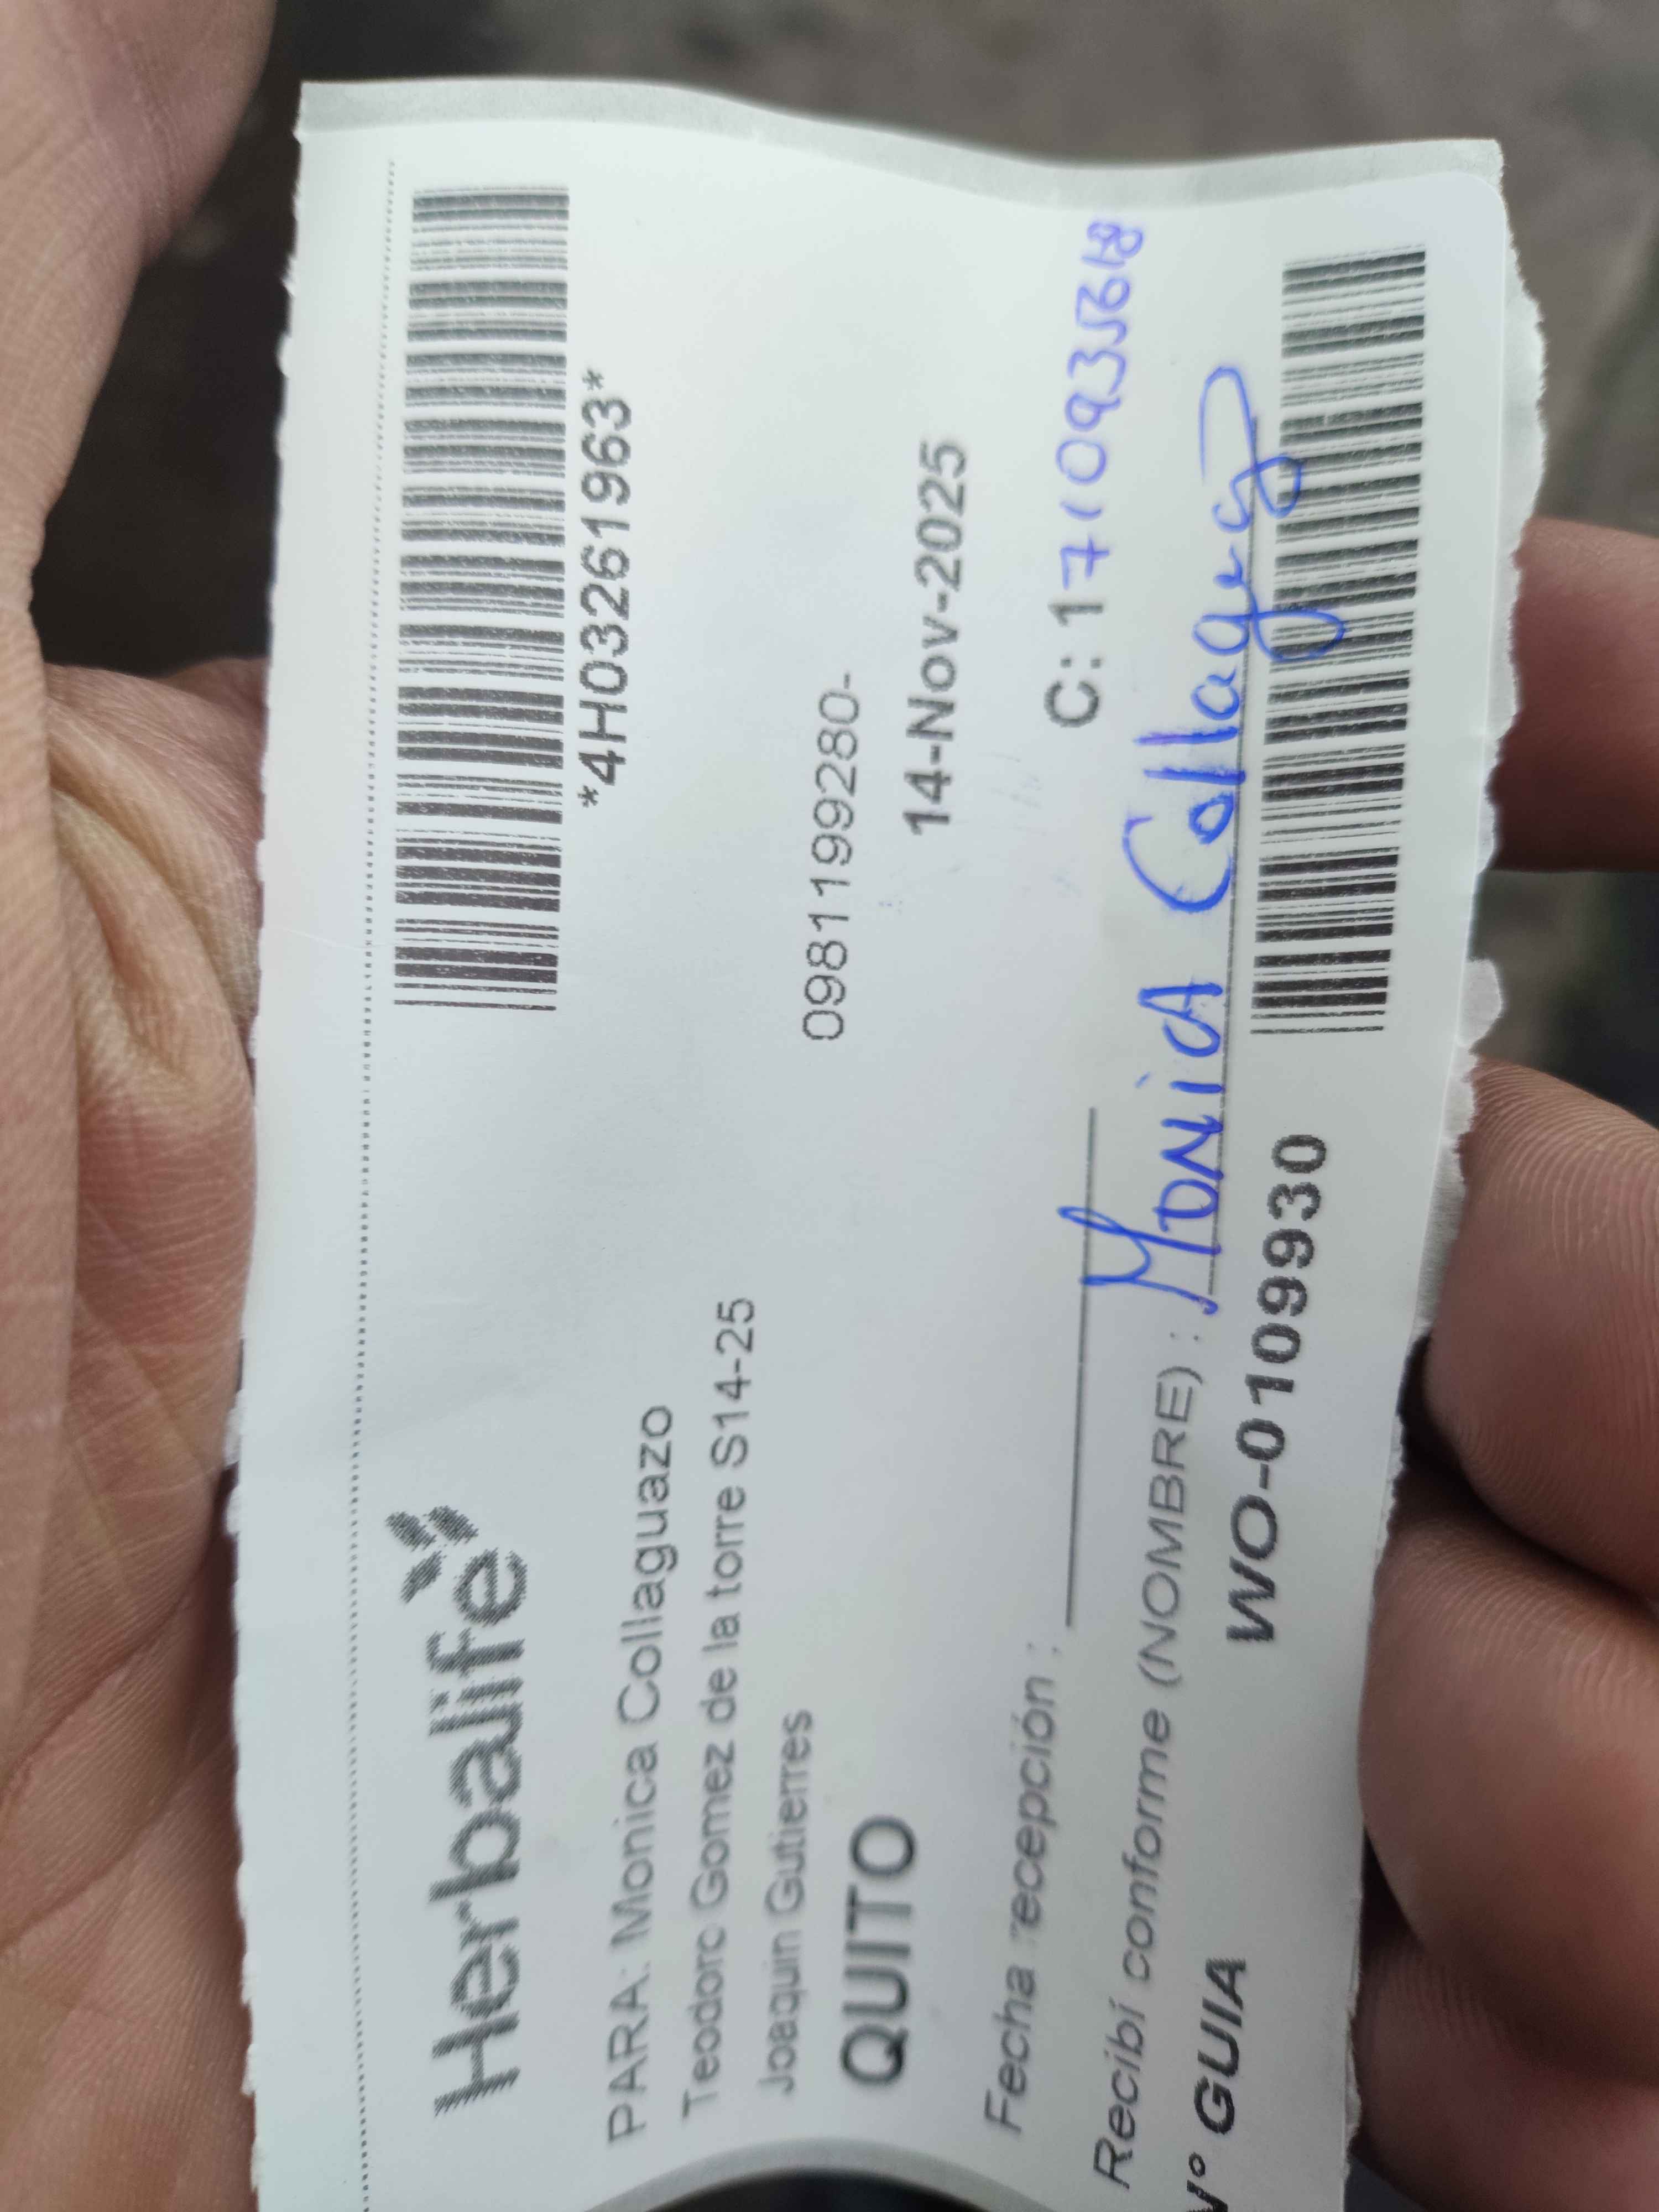 Herbalife
*4H03261963*
PARA: Monica Collaguazo
Teodoro Gomez de la torre S14-25
Joaquin Gutierres
0981199280-
QUITO
14-Nov-2025
Fecha recepción :
C: 1710935618
Recibí conforme (NOMBRE) : Monica Collaguazo
N° GUIA
WO-0109930